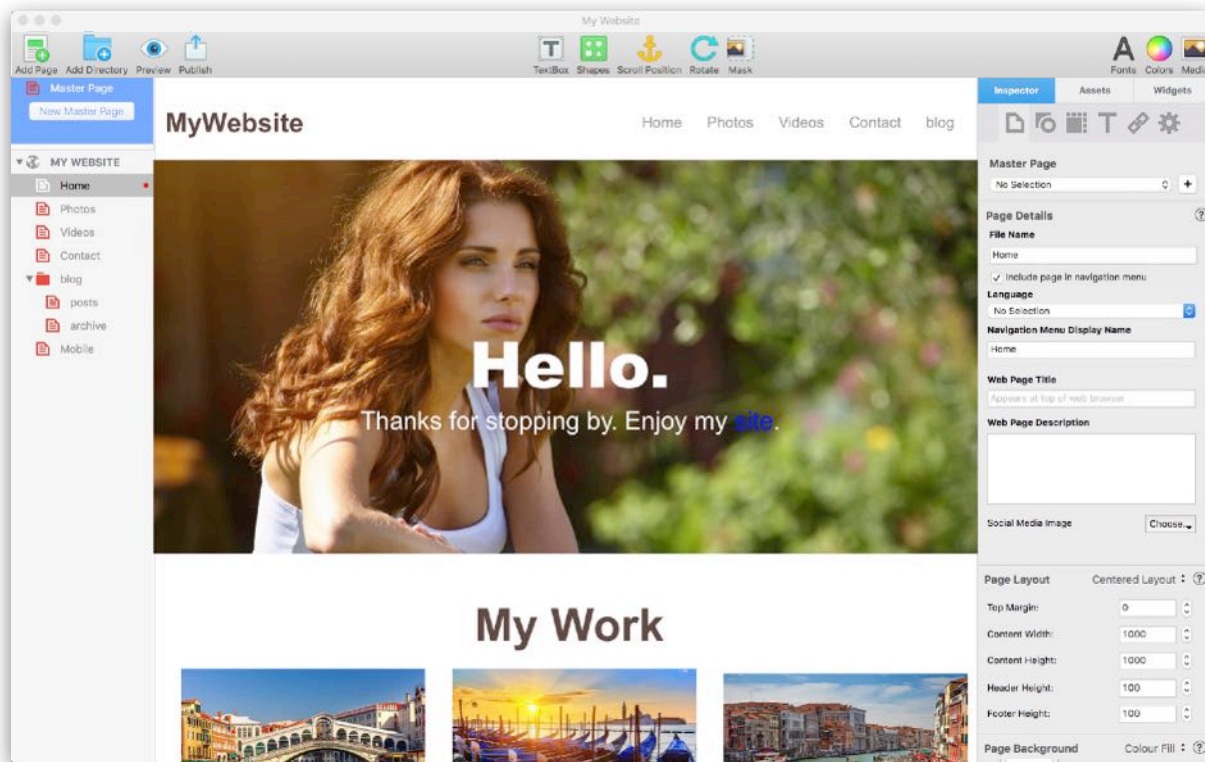 My Website
Add Page Add Directory Preview Publish
TextBox Shapes Scroll Position Rotate Mask
Fonts Colors Media
Master Page
New Master Page
MY WEBSITE
Home
Photos
Videos
Contact
blog
posts
archive
Mobile
MyWebsite
Home Photos Videos Contact blog
Hello.
Thanks for stopping by. Enjoy my site.
My Work
Inspector Assets Widgets
Master Page
No Selection
Page Details
File Name
Home
Include page in navigation menu
Language
No Selection
Navigation Menu Display Name
Home
Web Page Title
Appears at top of web browser
Web Page Description
Social Media Image Choose...
Page Layout Centered Layout ?
Top Margin: 0
Content Width: 1000
Content Height: 1000
Header Height: 100
Footer Height: 100
Page Background Colour Fill ?